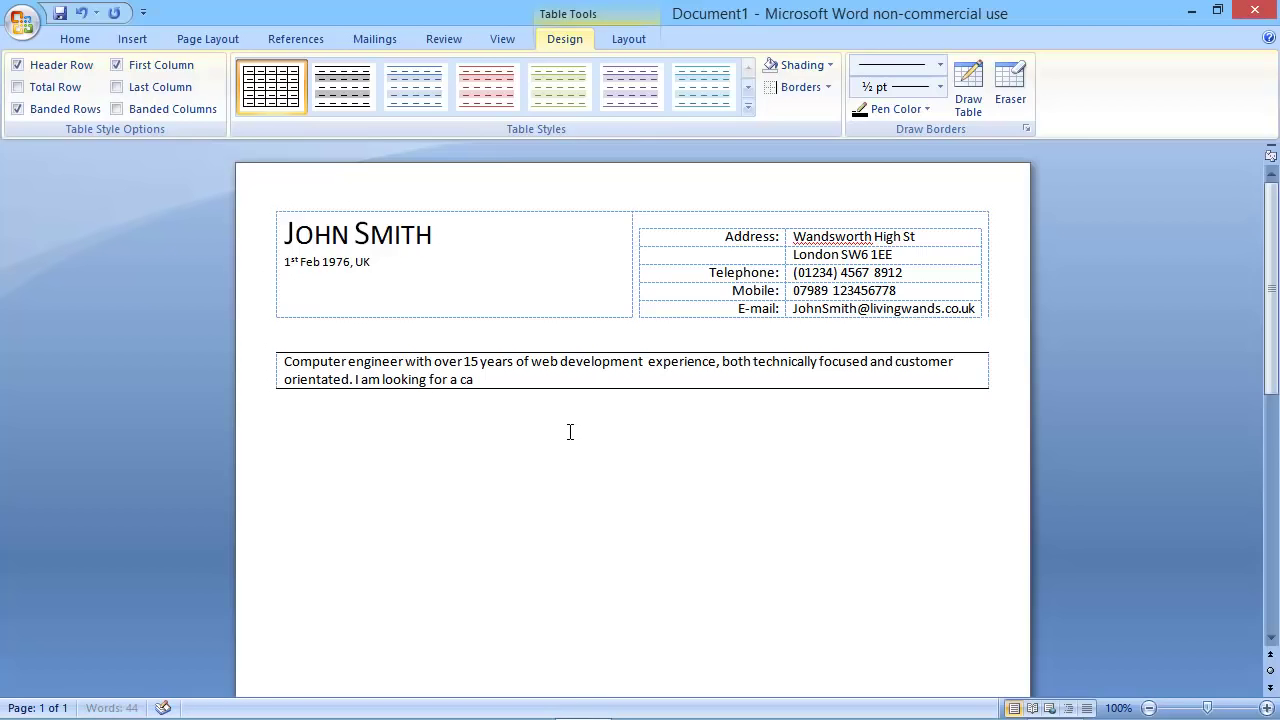 Table Tools
Document1 - Microsoft Word non-commercial use
Home Insert Page Layout References Mailings Review View Design Layout
Header Row First Column
Total Row Last Column
Banded Rows Banded Columns
Table Style Options
Table Styles
Shading
Borders
½ pt
Pen Color
Draw Table
Eraser
Draw Borders
JOHN SMITH
1st Feb 1976, UK
Address: Wandsworth High St
London SW6 1EE
Telephone: (01234) 4567 8912
Mobile: 07989 123456778
E-mail: JohnSmith@livingwands.co.uk
Computer engineer with over 15 years of web development experience, both technically focused and customer
orientated. I am looking for a ca
Page: 1 of 1 Words: 44 100%